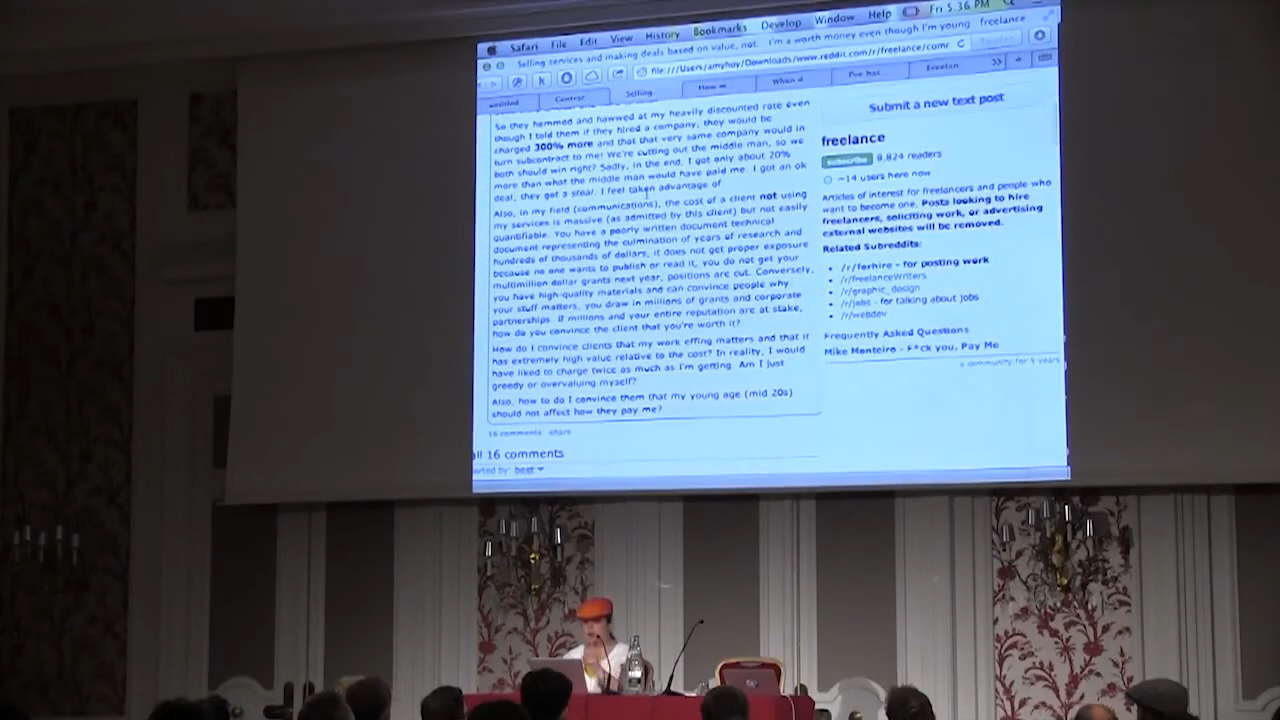 Safari File Edit View History Bookmarks Develop Window Help Fri 5:36 PM
Selling services and making deals based on value, not. I'm a worth money even though I'm young freelance
file:///Users/amyhoy/Downloads/www.reddit.com/r/freelance/comr
untitled Contrac Selling How = When d I've has Freelan
So they hemmed and hawwed at my heavily discounted rate even
though I told them if they hired a company, they would be
charged 300% more and that that very same company would in
turn subcontract to me! We're cutting out the middle man, so we
both should win right? Sadly, in the end, I got only about 20%
more than what the middle man would have paid me. I got an ok
deal, they got a steal. I feel taken advantage of
Also, in my field (communications), the cost of a client not using
my services is massive (as admitted by this client) but not easily
quantifiable. You have a poorly written document technical
document representing the culmination of years of research and
hundreds of thousands of dollars, it does not get proper exposure
because no one wants to publish or read it, you do not get your
multimillion dollar grants next year, positions are cut. Conversely,
you have high-quality materials and can convince people why
your stuff matters, you draw in millions of grants and corporate
partnerships. If millions and your entire reputation are at stake,
how do you convince the client that you're worth it?
How do I convince clients that my work effing matters and that it
has extremely high value relative to the cost? In reality, I would
have liked to charge twice as much as I'm getting. Am I just
greedy or overvaluing myself?
Also, how to do I convince them that my young age (mid 20s)
should not affect how they pay me?
16 comments share
all 16 comments
sorted by: best
Submit a new text post
freelance
subscribe 9,824 readers
~14 users here now
Articles of interest for freelancers and people who
want to become one. Posts looking to hire
freelancers, soliciting work, or advertising
external websites will be removed.
Related Subreddits:
/r/forhire - for posting work
/r/freelanceWriters
/r/graphic_design
/r/jobs - for talking about jobs
/r/webdev
Frequently Asked Questions
Mike Monteiro - F*ck you, Pay Me
a community for 5 years